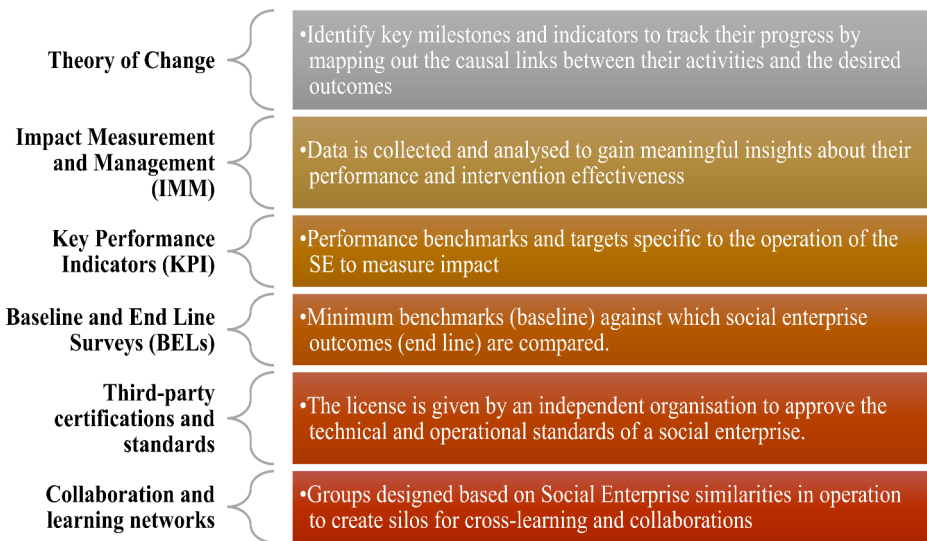 Theory of Change
•Identify key milestones and indicators to track their progress by
mapping out the causal links between their activities and the desired
outcomes
Impact Measurement
and Management
(IMM)
•Data is collected and analysed to gain meaningful insights about their
performance and intervention effectiveness
Key Performance
Indicators (KPI)
•Performance benchmarks and targets specific to the operation of the
SE to measure impact
Baseline and End Line
Surveys (BELs)
•Minimum benchmarks (baseline) against which social enterprise
outcomes (end line) are compared.
Third-party
certifications and
standards
•The license is given by an independent organisation to approve the
technical and operational standards of a social enterprise.
Collaboration and
learning networks
•Groups designed based on Social Enterprise similarities in operation
to create silos for cross-learning and collaborations